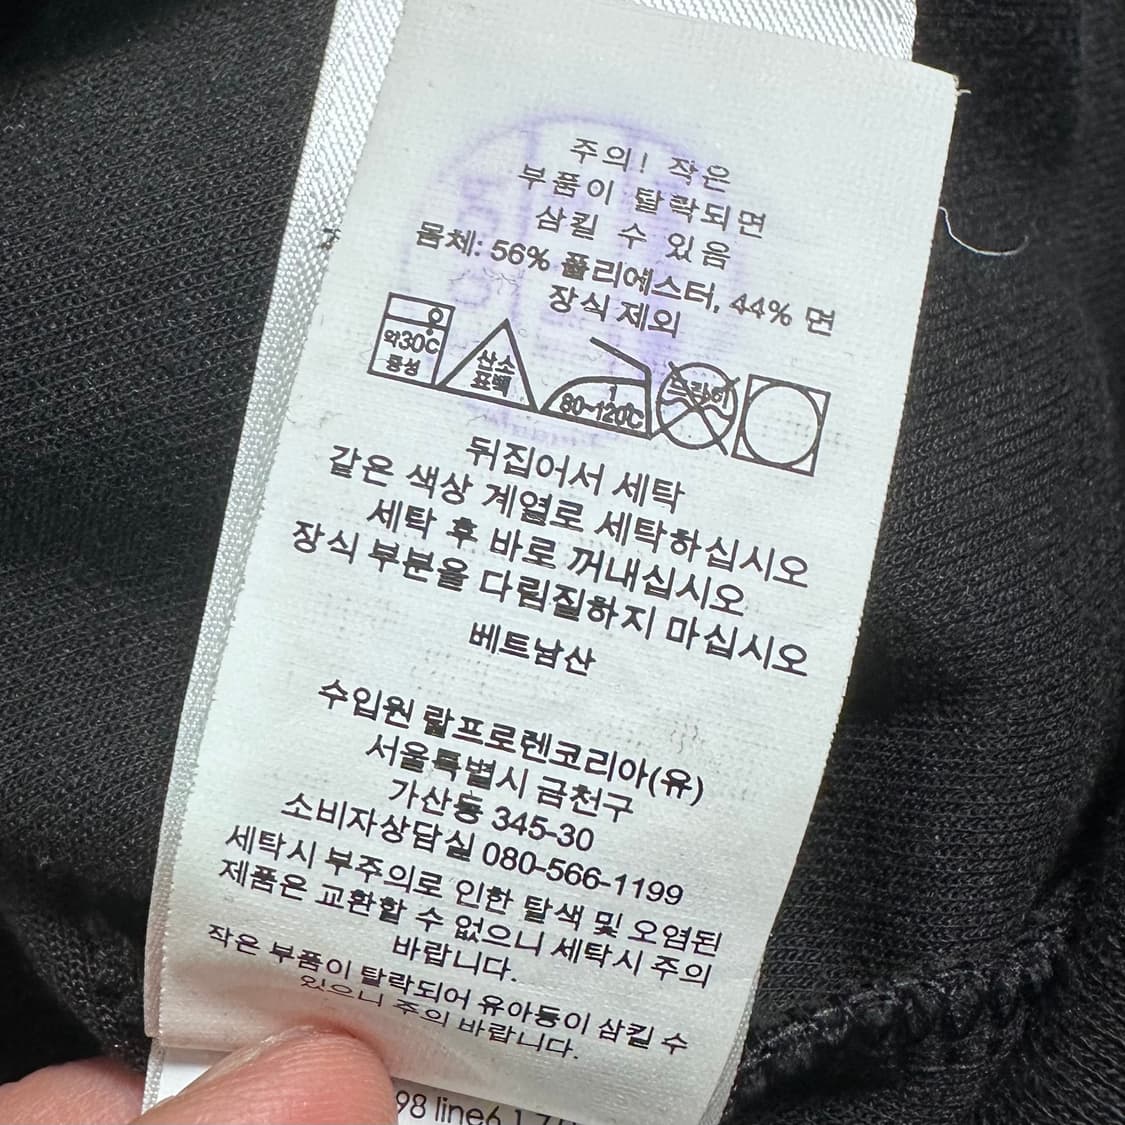 주의! 작은
부품이 탈락되면
삼킬 수 있음
몸체: 56% 폴리에스터, 44% 면
장식 제외
약30℃
중성
산소
표백
1
80~120℃
드라이
뒤집어서 세탁
같은 색상 계열로 세탁하십시오
세탁 후 바로 꺼내십시오
장식 부분을 다림질하지 마십시오
베트남산
수입원 랄프로렌코리아(유)
서울특별시 금천구
가산동 345-30
소비자상담실 080-566-1199
세탁시 부주의로 인한 탈색 및 오염된
제품은 교환할 수 없으니 세탁시 주의
바랍니다.
작은 부품이 탈락되어 유아동이 삼킬 수
있으니 주의 바랍니다.
98 line6